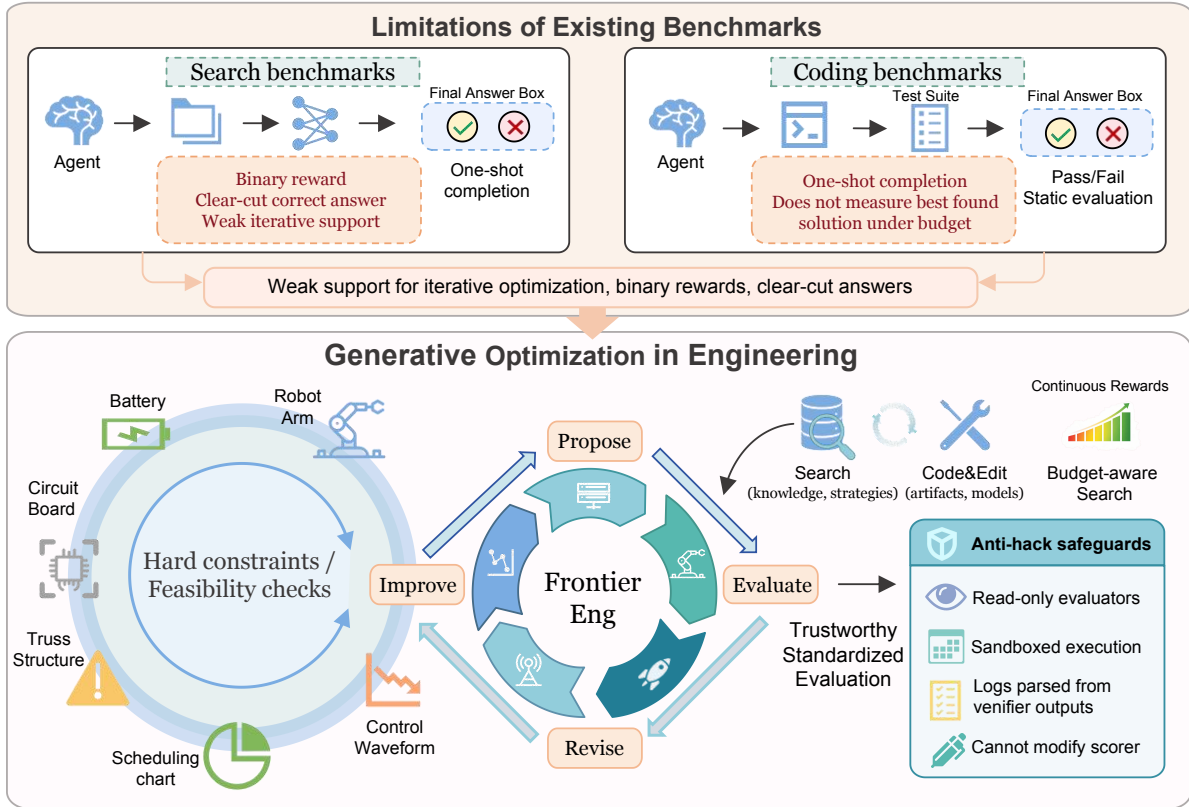 Limitations of Existing Benchmarks
Search benchmarks
Agent
Final Answer Box
Binary reward
Clear-cut correct answer
Weak iterative support
One-shot
completion
Coding benchmarks
Agent
Test Suite
Final Answer Box
One-shot completion
Does not measure best found
solution under budget
Pass/Fail
Static evaluation
Weak support for iterative optimization, binary rewards, clear-cut answers
Generative Optimization in Engineering
Battery
Robot
Arm
Circuit
Board
Hard constraints /
Feasibility checks
Truss
Structure
Scheduling
chart
Control
Waveform
Propose
Improve
Frontier
Eng
Evaluate
Revise
Search
(knowledge, strategies)
Code&Edit
(artifacts, models)
Continuous Rewards
Budget-aware
Search
Trustworthy
Standardized
Evaluation
Anti-hack safeguards
Read-only evaluators
Sandboxed execution
Logs parsed from
venifier outputs
Cannot modify scorer